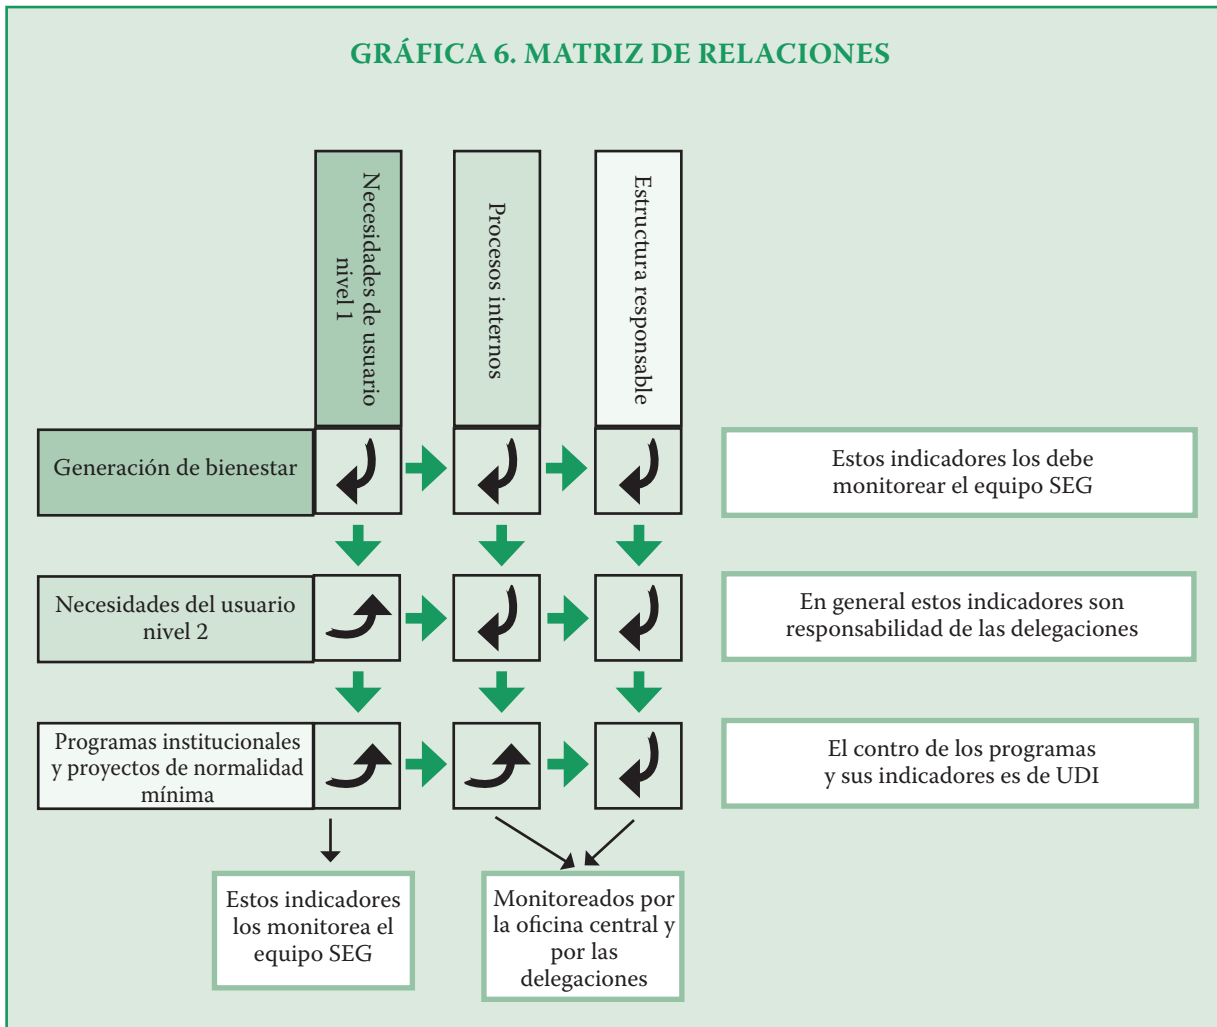 GRÁFICA 6. MATRIZ DE RELACIONES
Necesidades de usuario
nivel 1
Procesos internos
Estructura responsable
Generación de bienestar
Estos indicadores los debe
monitorear el equipo SEG
Necesidades del usuario
nivel 2
En general estos indicadores son
responsabilidad de las delegaciones
Programas institucionales
y proyectos de normalidad
mínima
El contro de los programas
y sus indicadores es de UDI
Estos indicadores
los monitorea el
equipo SEG
Monitoreados por
la oficina central y
por las
delegaciones